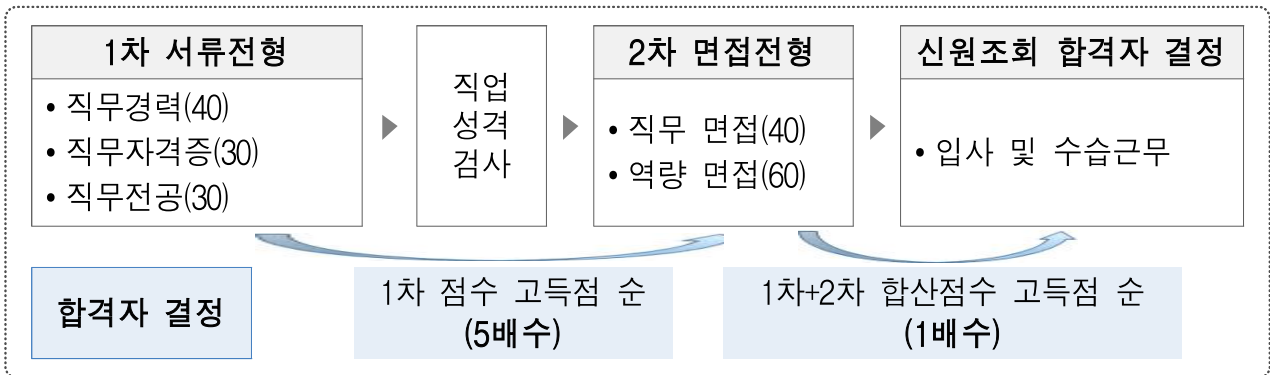 1차 서류전형
• 직무경력(40)
• 직무자격증(30)
• 직무전공(30)
직업
성격
검사
2차 면접전형
• 직무 면접(40)
• 역량 면접(60)
신원조회 합격자 결정
• 입사 및 수습근무
합격자 결정
1차 점수 고득점 순
(5배수)
1차+2차 합산점수 고득점 순
(1배수)